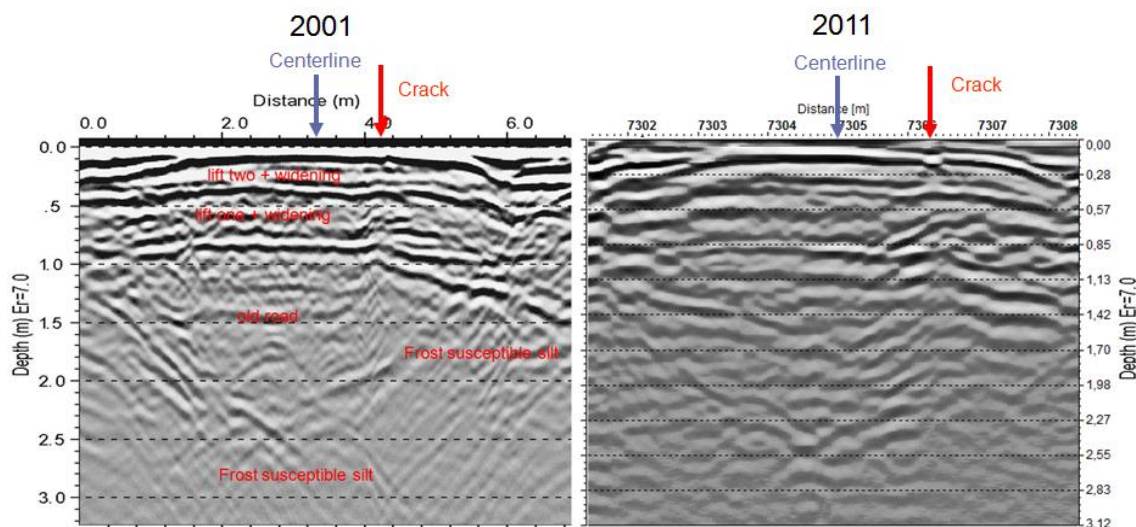 2001
Centerline
Crack
Distance (m)
0.0 2.0 4.0 6.0
0.0
.5
1.0
1.5
2.0
2.5
3.0
Depth (m) Er=7.0
lift two + widening
lift one + widening
old road
Frost susceptible silt
Frost susceptible silt
2011
Centerline
Crack
Distance [m]
7302 7303 7304 7305 7306 7307 7308
0,00
0,28
0,57
0,85
1,13
1,42
1,70
1,98
2,27
2,55
2,83
3,12
Depth (m) Er=7.0